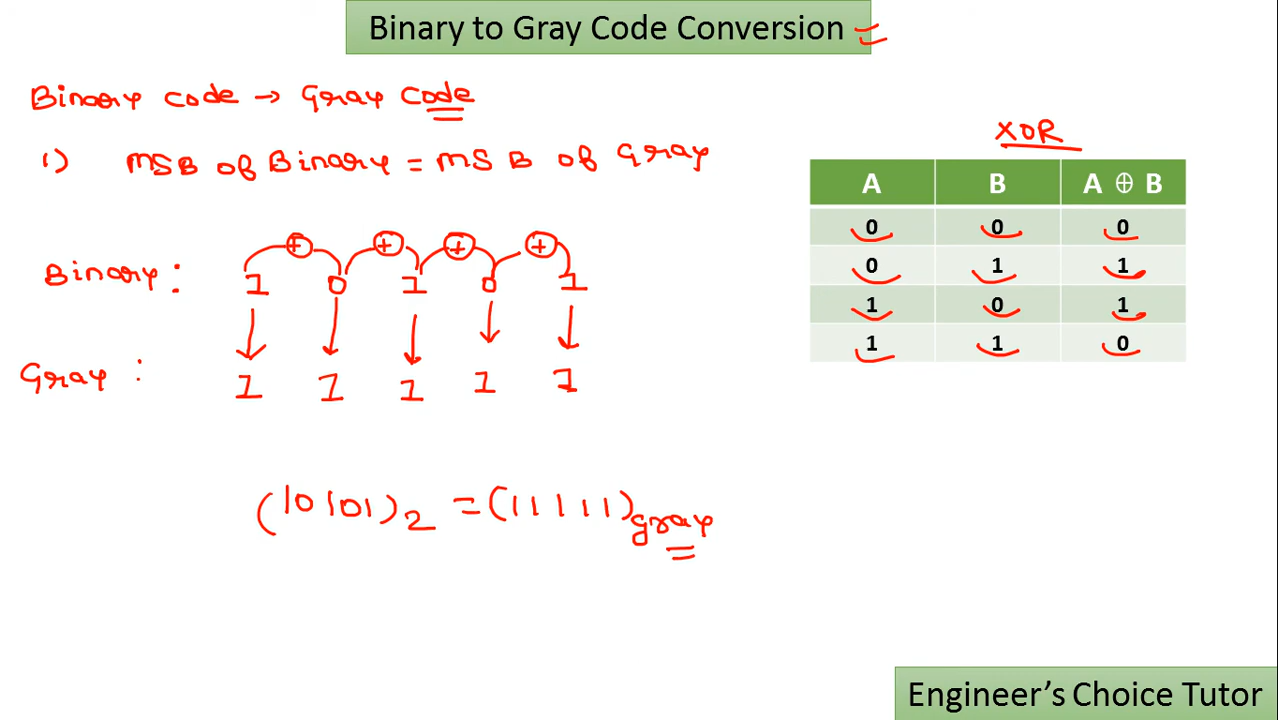 Binary to Gray Code Conversion
Binary code → Gray code
1) MSB of Binary = MSB of Gray
XOR
A B A ⊕ B
0 0 0
0 1 1
1 0 1
1 1 0
+ + + +
Binary : 1 0 1 0 1
Gray : 1 1 1 1 1
(10101)2 = (11111)gray
Engineer's Choice Tutor